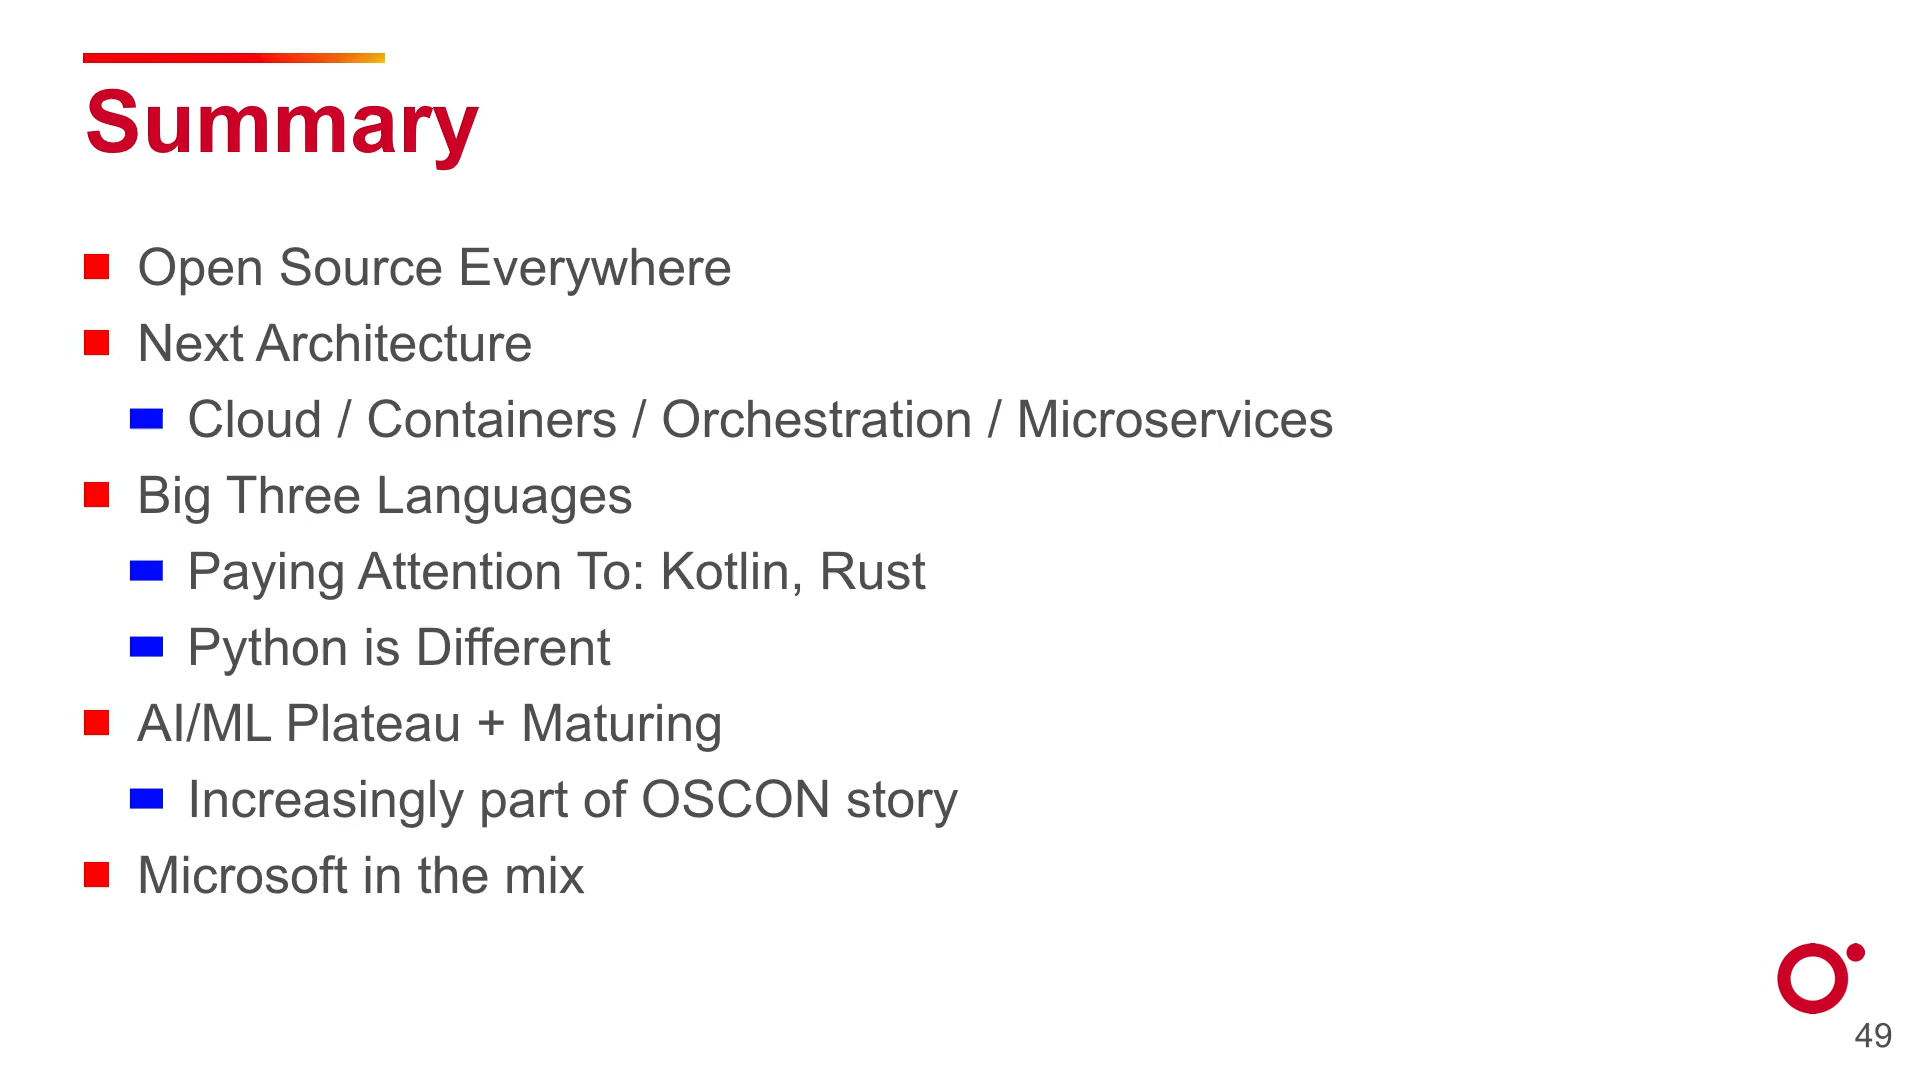 Summary
Open Source Everywhere
Next Architecture
Cloud / Containers / Orchestration / Microservices
Big Three Languages
Paying Attention To: Kotlin, Rust
Python is Different
AI/ML Plateau + Maturing
Increasingly part of OSCON story
Microsoft in the mix
49